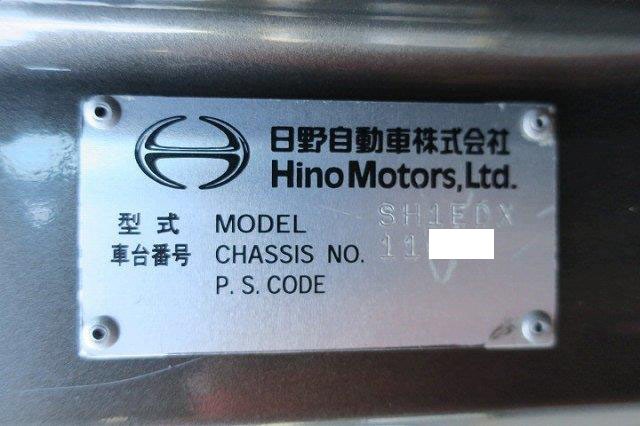 日野自動車株式会社
Hino Motors, Ltd.
型式 MODEL SH1EDX
車台番号 CHASSIS NO. 11
P. S. CODE